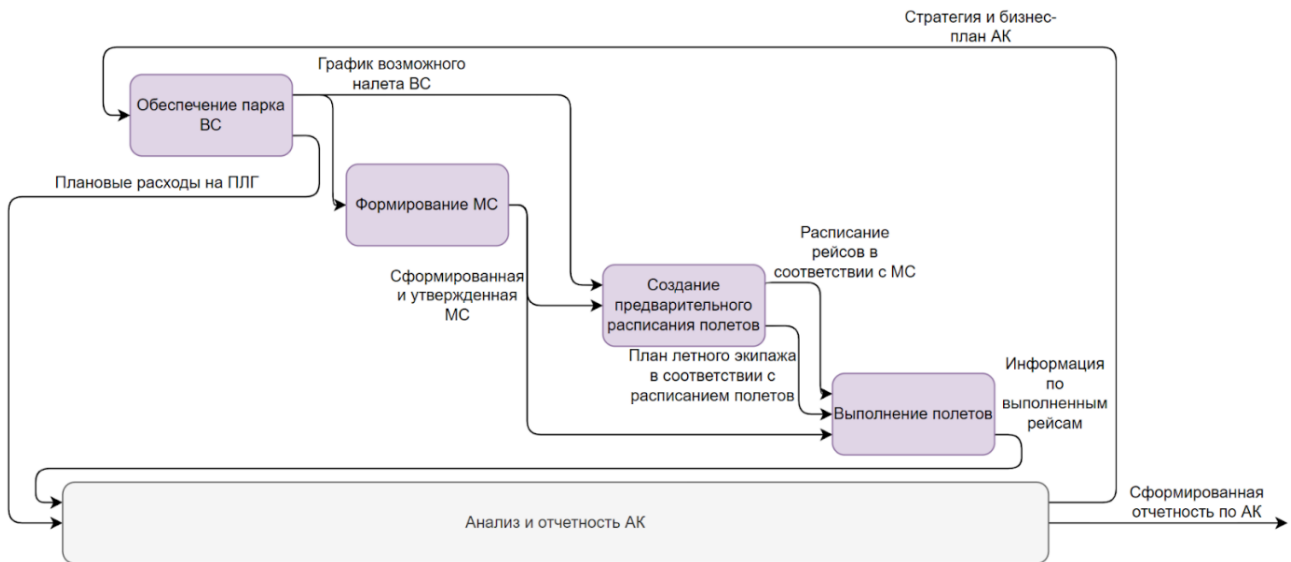 Стратегия и бизнес-
план АК
График возможного
налета ВС
Обеспечение парка
ВС
Плановые расходы на ПЛГ
Формирование МС
Расписание
рейсов в
соответствии с МС
Сформированная
и утвержденная
МС
Создание
предварительного
расписания полетов
План летного экипажа
в соответствии с
расписанием полетов
Информация
по
выполненным
рейсам
Выполнение полетов
Анализ и отчетность АК
Сформированная
отчетность по АК